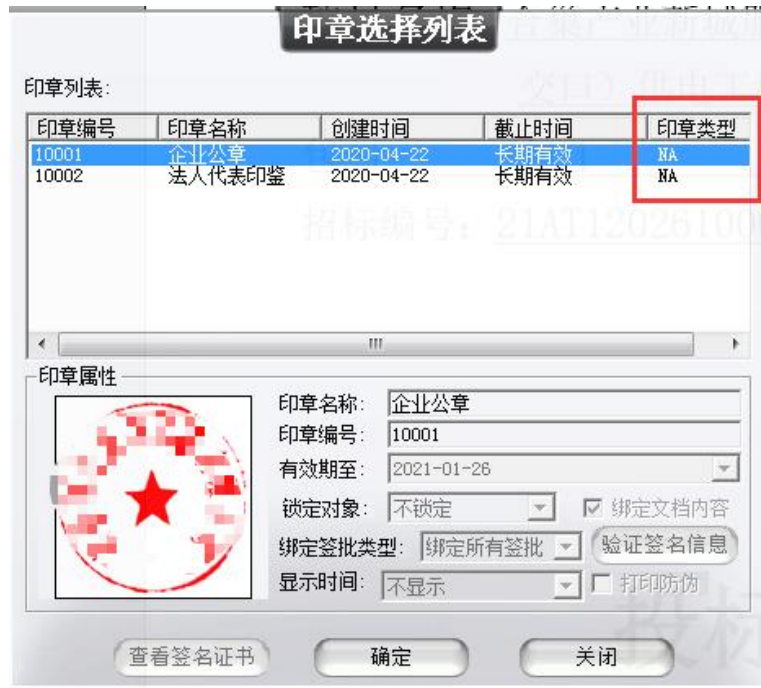 印章选择列表
印章列表:
印章编号 印章名称 创建时间 截止时间 印章类型
10001 企业公章 2020-04-22 长期有效 NA
10002 法人代表印鉴 2020-04-22 长期有效 NA
招标编号: 21AT12026100
印章属性
印章名称: 企业公章
印章编号: 10001
有效期至: 2021-01-26
锁定对象: 不锁定 绑定文档内容
绑定签批类型: 绑定所有签批 验证签名信息
显示时间: 不显示 打印防伪
投标
查看签名证书 确定 关闭